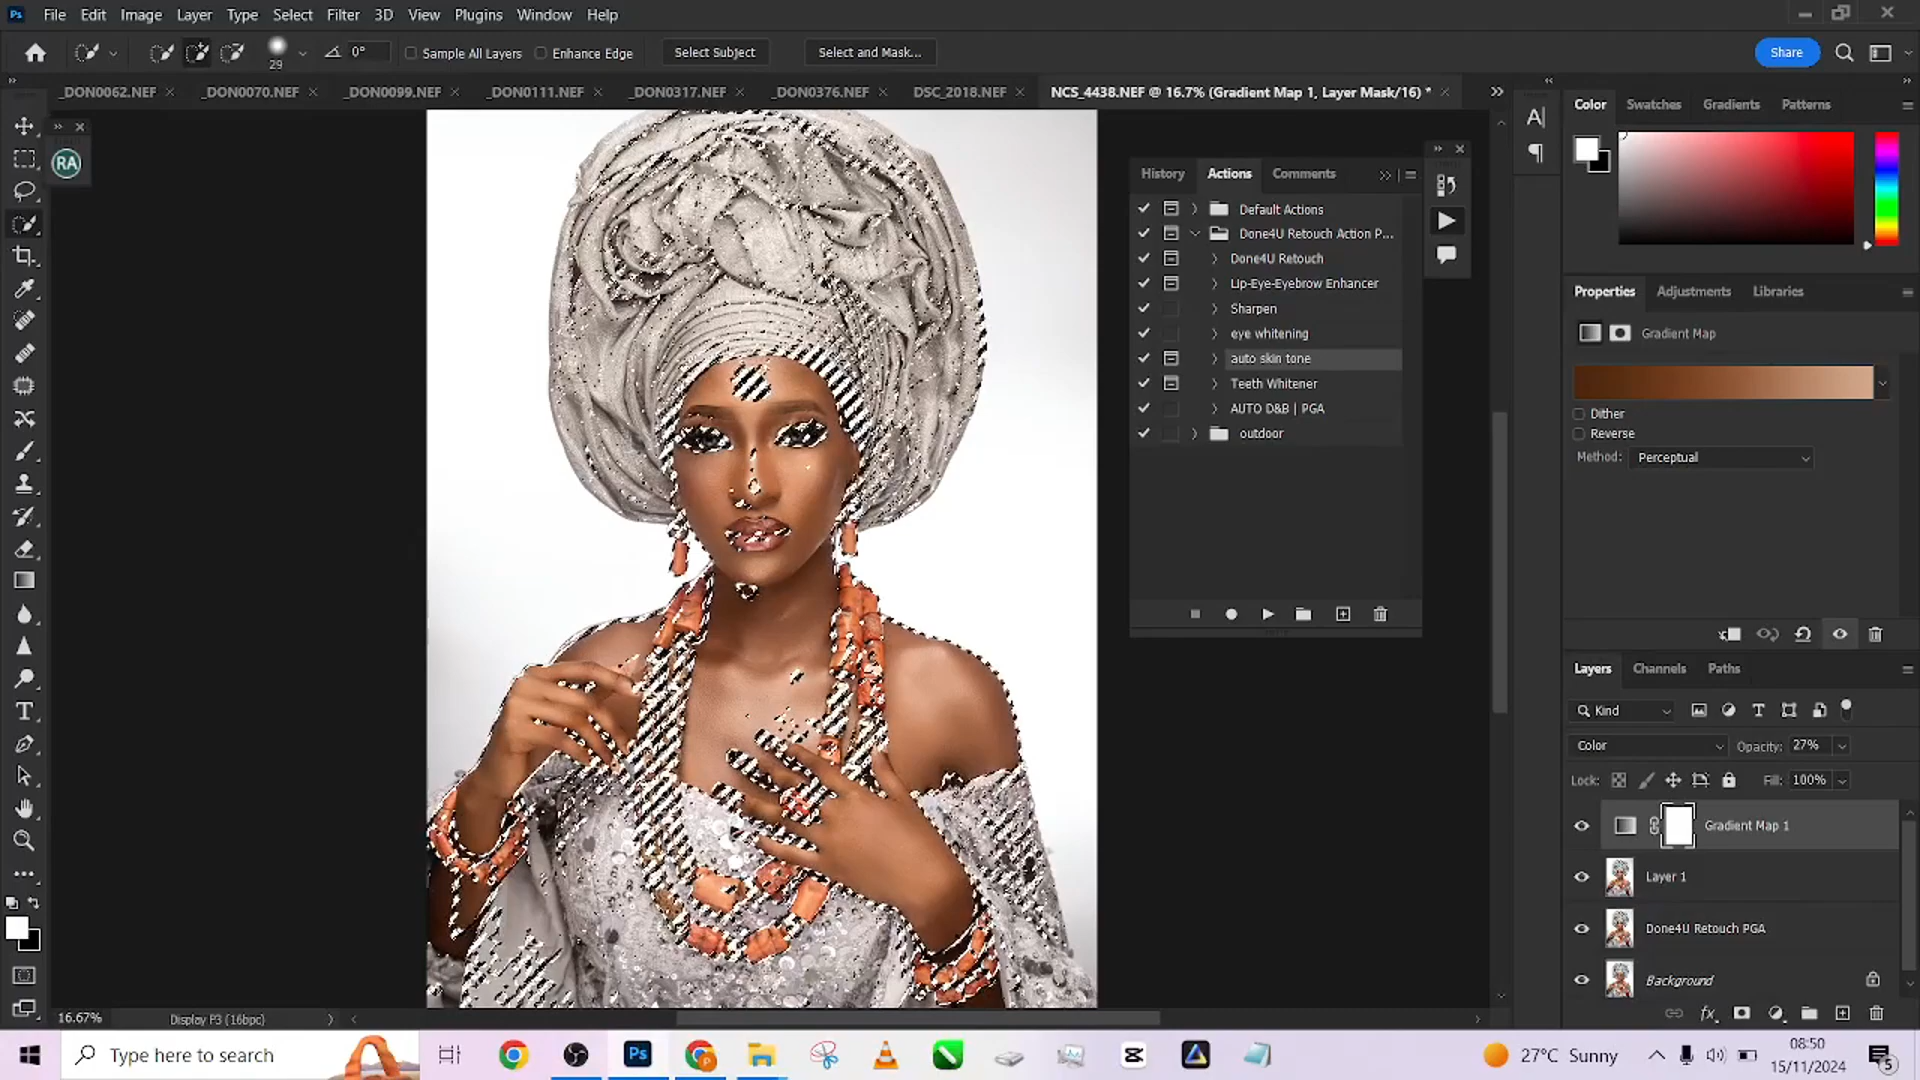 Ps File Edit Image Layer Type Select Filter 3D View Plugins Window Help
29 0° Sample All Layers Enhance Edge Select Subject Select and Mask... Share
_DON0062.NEF _DON0070.NEF _DON0099.NEF _DON0111.NEF _DON0317.NEF _DON0376.NEF DSC_2018.NEF NCS_4438.NEF @ 16.7% (Gradient Map 1, Layer Mask/16) *
RA
History Actions Comments
Default Actions
Done4U Retouch Action P...
Done4U Retouch
Lip-Eye-Eyebrow Enhancer
Sharpen
eye whitening
auto skin tone
Teeth Whitener
AUTO D&B | PGA
outdoor
Color Swatches Gradients Patterns
Properties Adjustments Libraries
Gradient Map
Dither
Reverse
Method: Perceptual
Layers Channels Paths
Kind
Color Opacity: 27%
Lock: Fill: 100%
Gradient Map 1
Layer 1
Done4U Retouch PGA
Background
16.67% Display P3 (16bpc)
Type here to search
Ps
27°C Sunny
08:50
15/11/2024
5